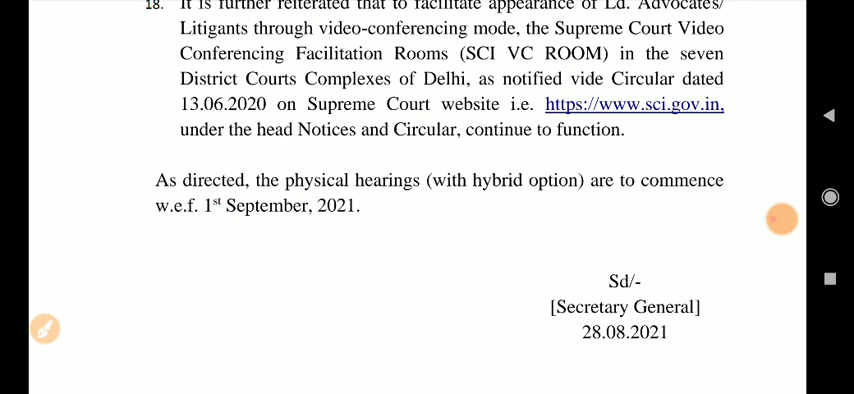 18. It is further reiterated that to facilitate appearance of Ld. Advocates/
Litigants through video-conferencing mode, the Supreme Court Video
Conferencing Facilitation Rooms (SCI VC ROOM) in the seven
District Courts Complexes of Delhi, as notified vide Circular dated
13.06.2020 on Supreme Court website i.e. https://www.sci.gov.in,
under the head Notices and Circular, continue to function.
As directed, the physical hearings (with hybrid option) are to commence
w.e.f. 1st September, 2021.
Sd/-
[Secretary General]
28.08.2021